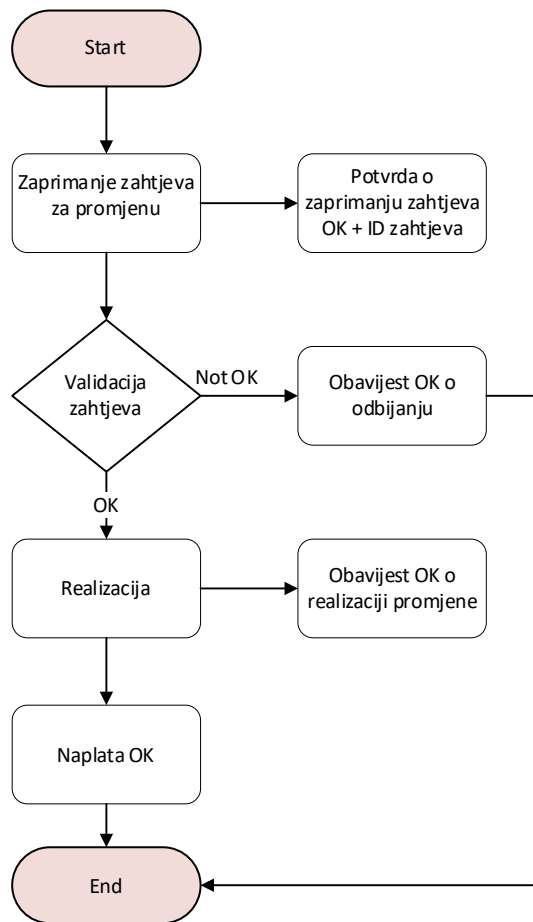 Start
Zaprimanje zahtjeva
za promjenu
Potvrda o
zaprimanju zahtjeva
OK + ID zahtjeva
Validacija
zahtjeva
Not OK
Obavijest OK o
odbijanju
OK
Realizacija
Obavijest OK o
realizaciji promjene
Naplata OK
End